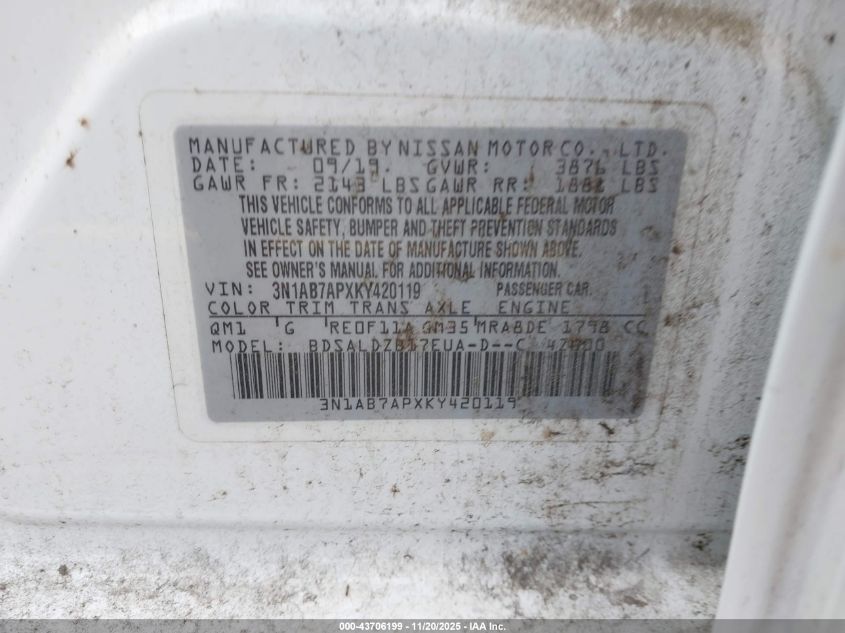 MANUFACTURED BY NISSAN MOTOR CO., LTD.
DATE: 09/19. GVWR: 3876 LBS
GAWR FR: 2143 LBS GAWR RR: LBS
THIS VEHICLE CONFORMS TO ALL APPLICABLE FEDERAL MOTOR
VEHICLE SAFETY, BUMPER AND THEFT PREVENTION STANDARDS
IN EFFECT ON THE DATE OF MANUFACTURE SHOWN ABOVE.
SEE OWNER'S MANUAL FOR ADDITIONAL INFORMATION.
VIN: 3N1AB7APXKY420119 PASSENGER CAR.
COLOR TRIM TRANS AXLE ENGINE
QM1 G RE0F11A GM35 MRA8DE 1798 CC
MODEL:
3N1AB7APXKY420119
000-43706199 - 11/20/2025 - IAA Inc.